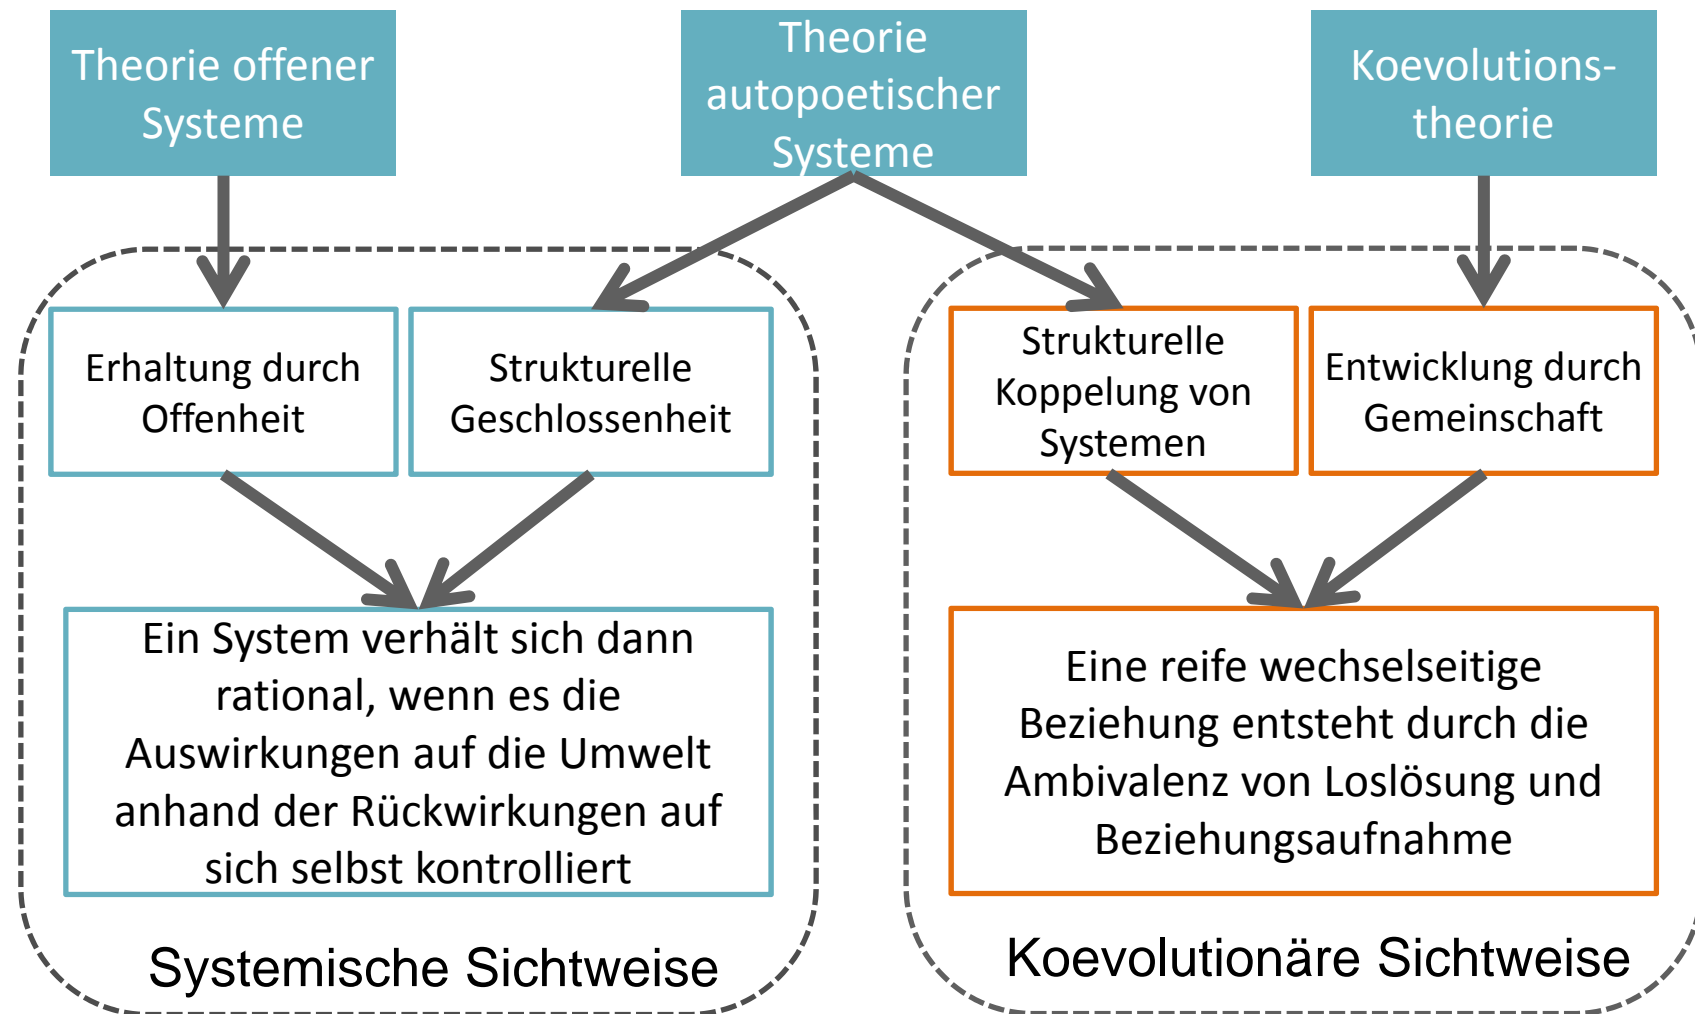 Theorie offener
Systeme
Theorie
autopoetischer
Systeme
Koevolutions-
theorie
Erhaltung durch
Offenheit
Strukturelle
Geschlossenheit
Strukturelle
Koppelung von
Systemen
Entwicklung durch
Gemeinschaft
Ein System verhält sich dann
rational, wenn es die
Auswirkungen auf die Umwelt
anhand der Rückwirkungen auf
sich selbst kontrolliert
Eine reife wechselseitige
Beziehung entsteht durch die
Ambivalenz von Loslösung und
Beziehungsaufnahme
Systemische Sichtweise
Koevolutionäre Sichtweise